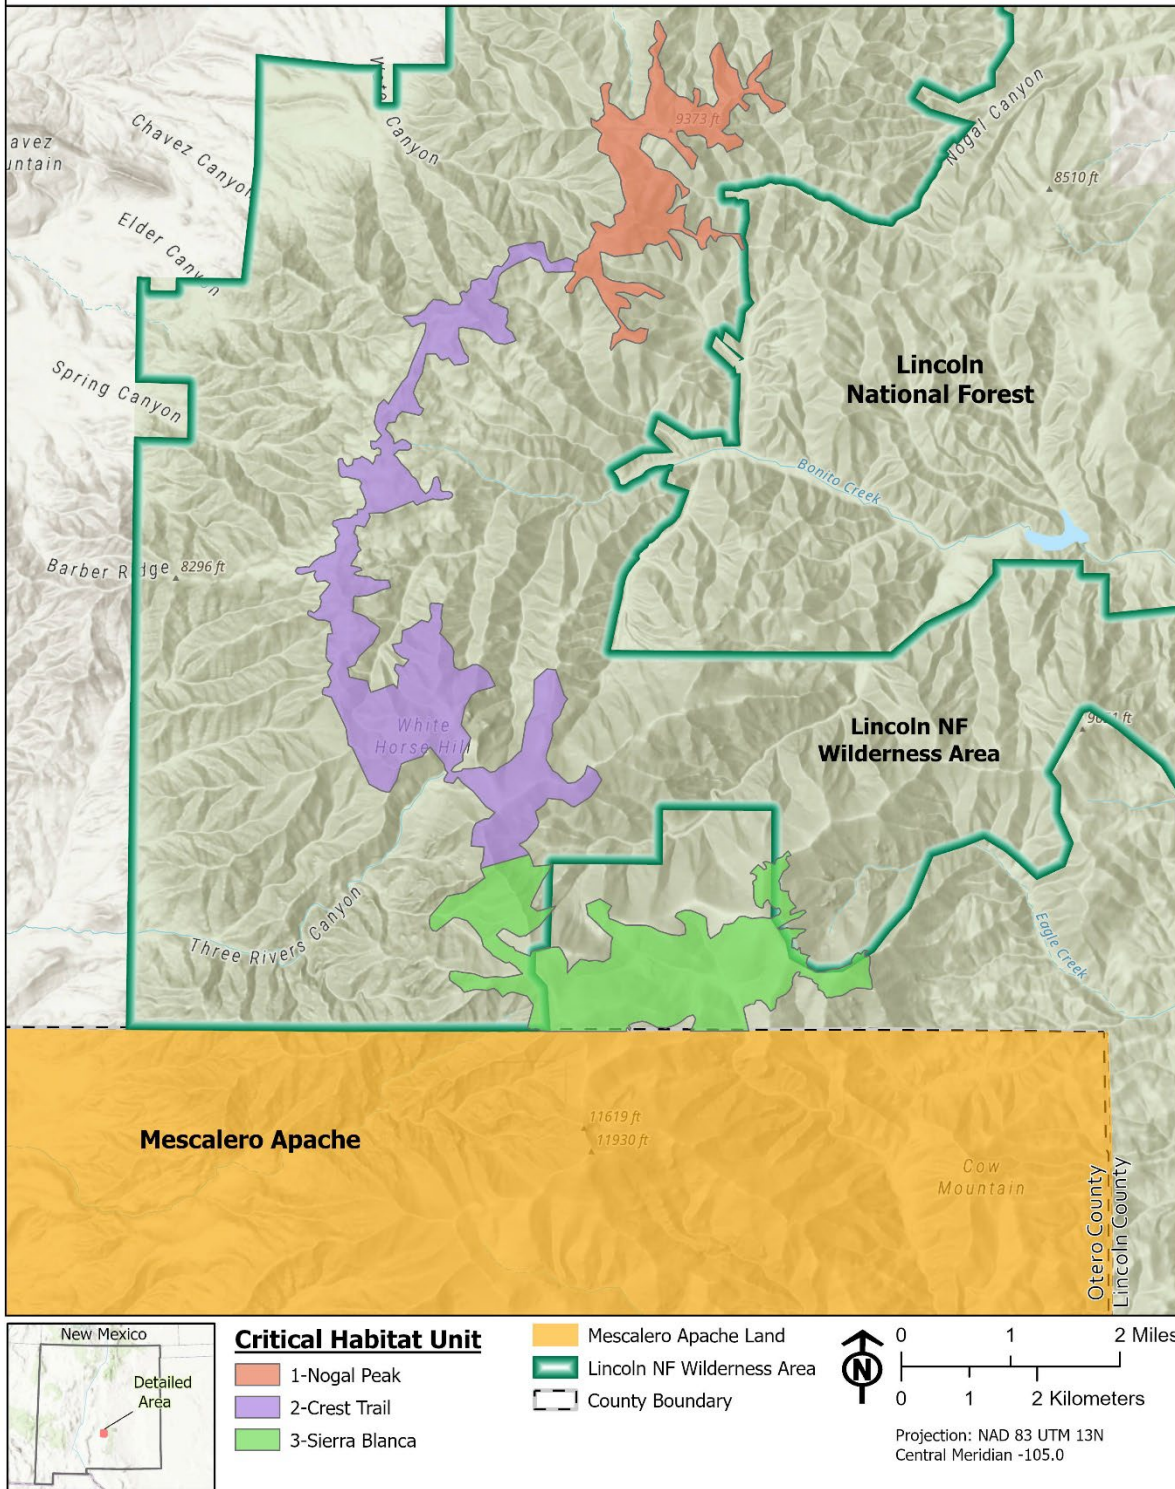 Nogal Canyon
9373 ft
Canyon
avez
untain
Chavez Canyon
8510 ft
Elder Canyon
Lincoln
National Forest
Spring Canyon
Bonito Creek
Barber Ridge
8296 ft
White
Horse Hill
Lincoln NF
Wilderness Area
Three Rivers Canyon
Eagle Creek
Mescalero Apache
11619 ft
11930 ft
Cow
Mountain
Otero County
Lincoln County
New Mexico
Detailed
Area
Critical Habitat Unit
1-Nogal Peak
2-Crest Trail
3-Sierra Blanca
Mescalero Apache Land
Lincoln NF Wilderness Area
County Boundary
N
0 1 2 Miles
0 1 2 Kilometers
Projection: NAD 83 UTM 13N
Central Meridian -105.0